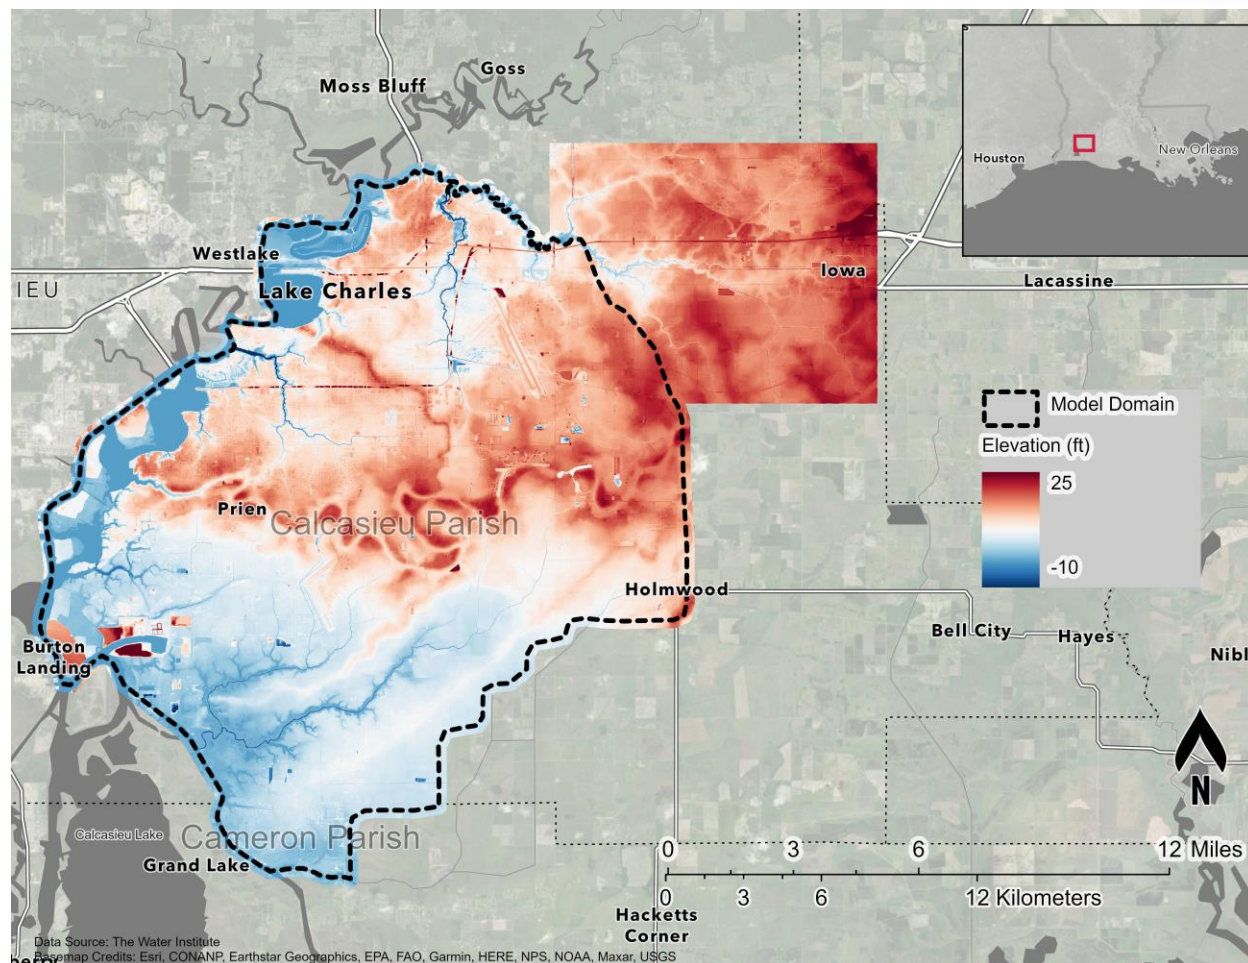 Goss
Moss Bluff
Houston
New Orleans
Westlake
Iowa
Lacassine
IEU
Lake Charles
Model Domain
Elevation (ft)
25
-10
Prien
Calcasieu Parish
Holmwood
Bell City
Hayes
Burton
Landing
Nibl
N
Calcasieu Lake
Cameron Parish
Grand Lake
0 3 6 12 Miles
0 3 6 12 Kilometers
Hacketts
Corner
Data Source: The Water Institute
Basemap Credits: Esri, CONANP, Earthstar Geographics, EPA, FAO, Garmin, HERE, NPS, NOAA, Maxar, USGS